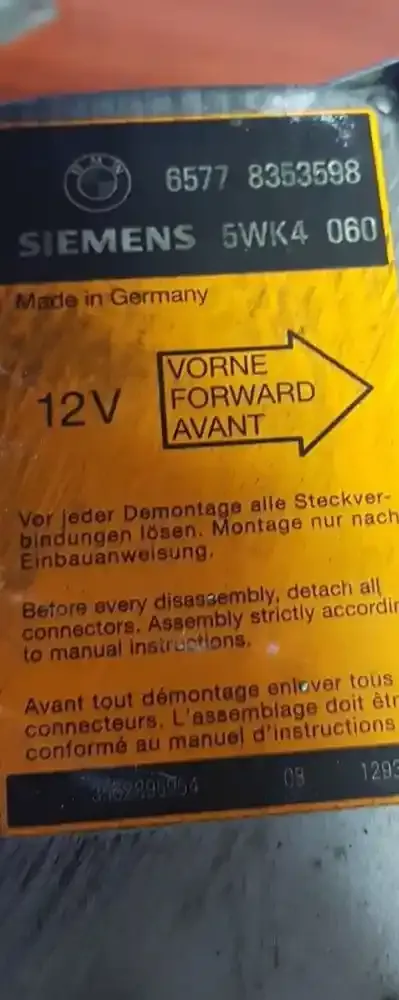 BMW
6577 8353598
SIEMENS 5WK4 060
Made in Germany
12V
VORNE
FORWARD
AVANT
Vor jeder Demontage alle Steckver-
bindungen lösen. Montage nur nach
Einbauanweisung.
Before every disassembly, detach all
connectors. Assembly strictly accordin
to manual instructions.
Avant tout démontage enlever tous
connecteurs. L'assemblage doit êtr
conformé au manuel d'instructions
09 1293